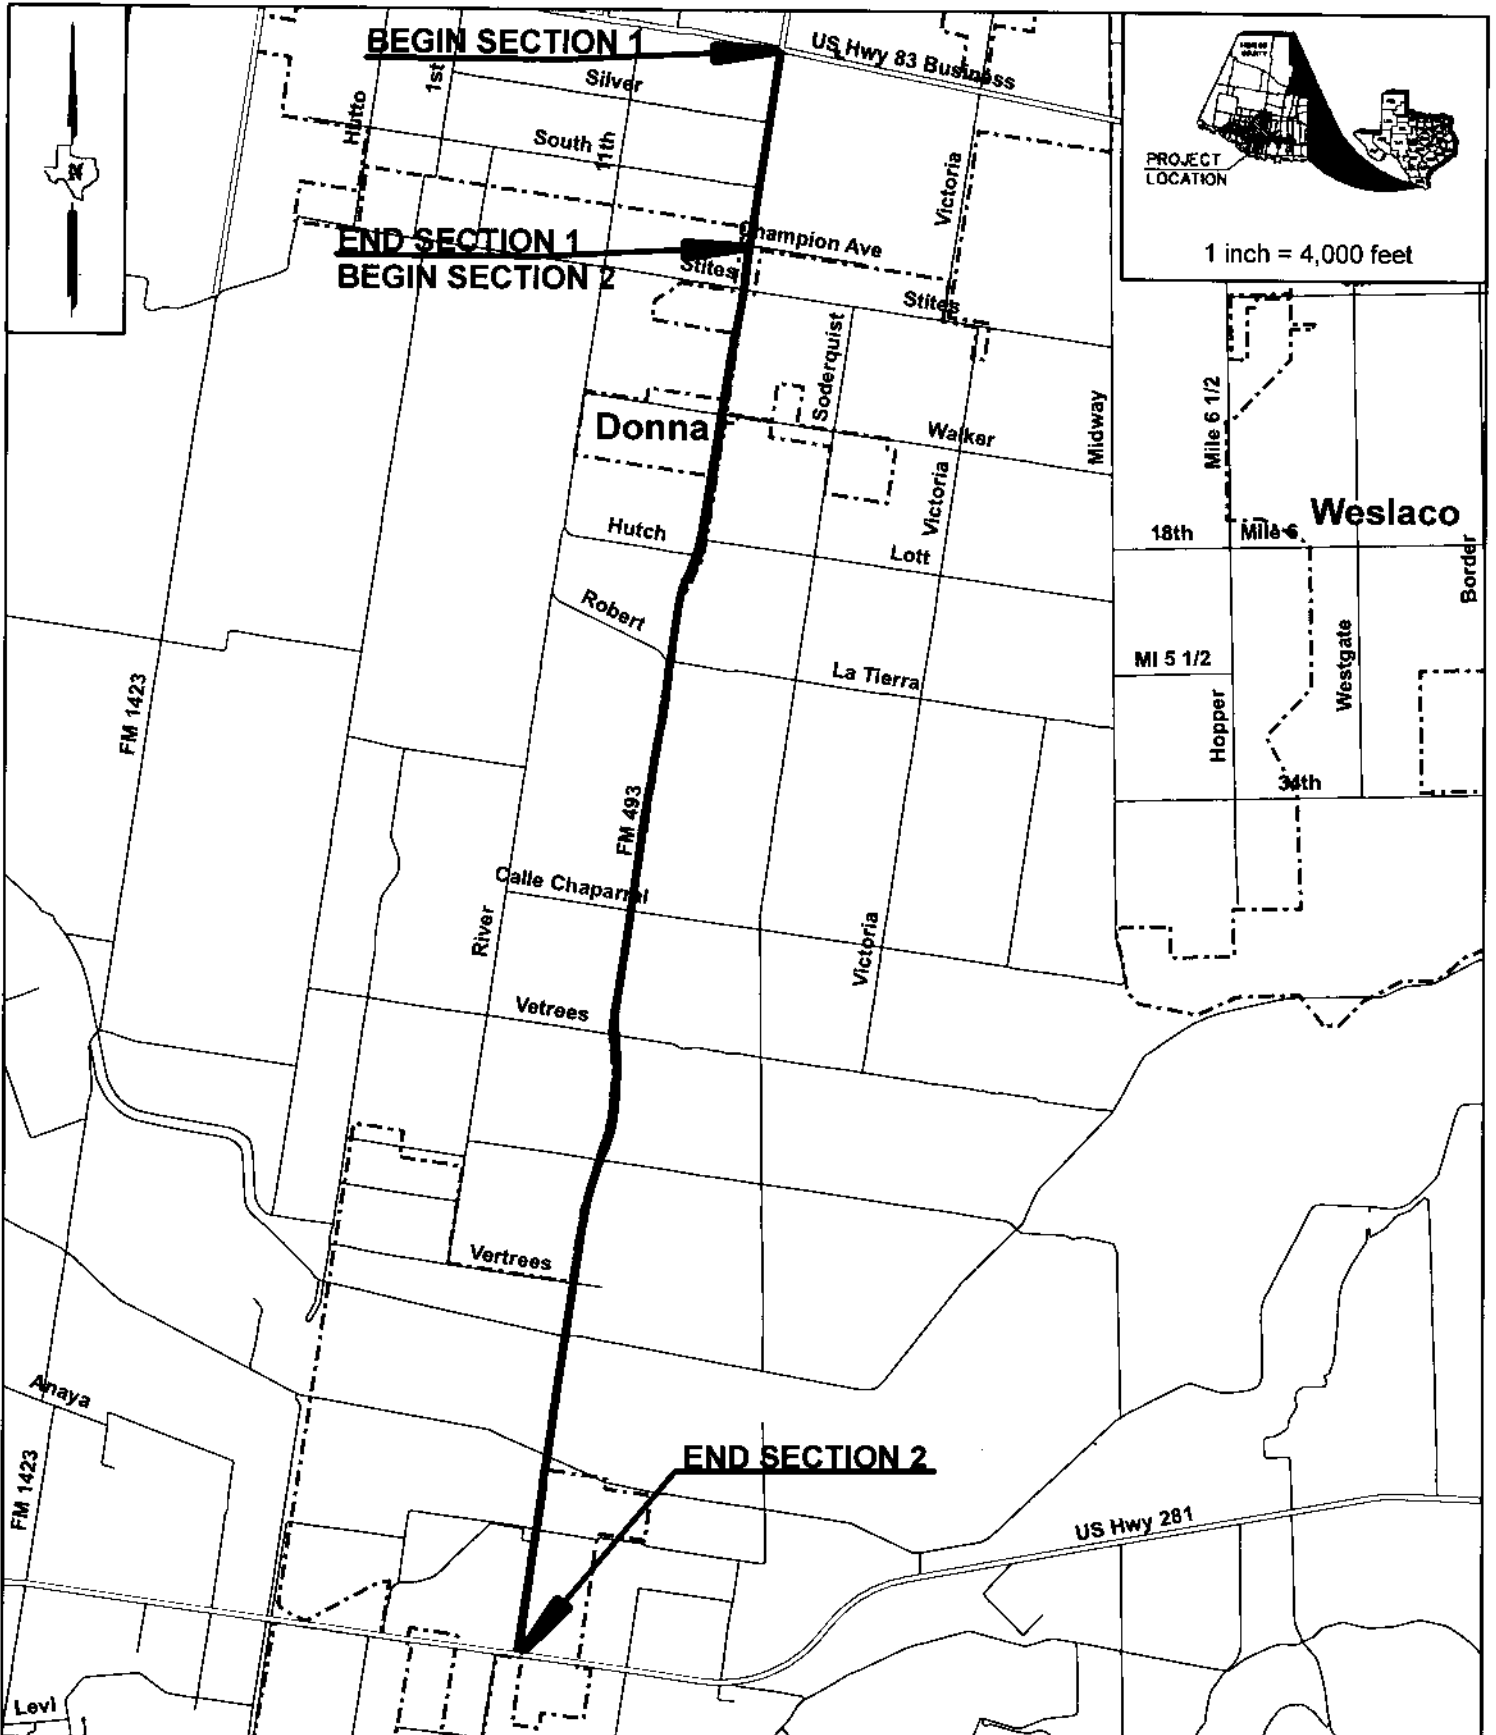 BEGIN SECTION 1
US Hwy 83 Business
1st
Silver
Hutto
South
11th
Victoria
PROJECT
LOCATION
1 inch = 4,000 feet
END SECTION 1
BEGIN SECTION 2
Champion Ave
Stites
Stites
Soderquist
Donna
Walker
Midway
Mile 6 1/2
Victoria
Weslaco
Hutch
Lott
18th
Mile 6
Border
Robert
La Tierra
MI 5 1/2
Westgate
FM 1423
Hopper
34th
FM 493
Calle Chaparral
River
Victoria
Vetrees
Vertrees
Anaya
END SECTION 2
FM 1423
US Hwy 281
Levi